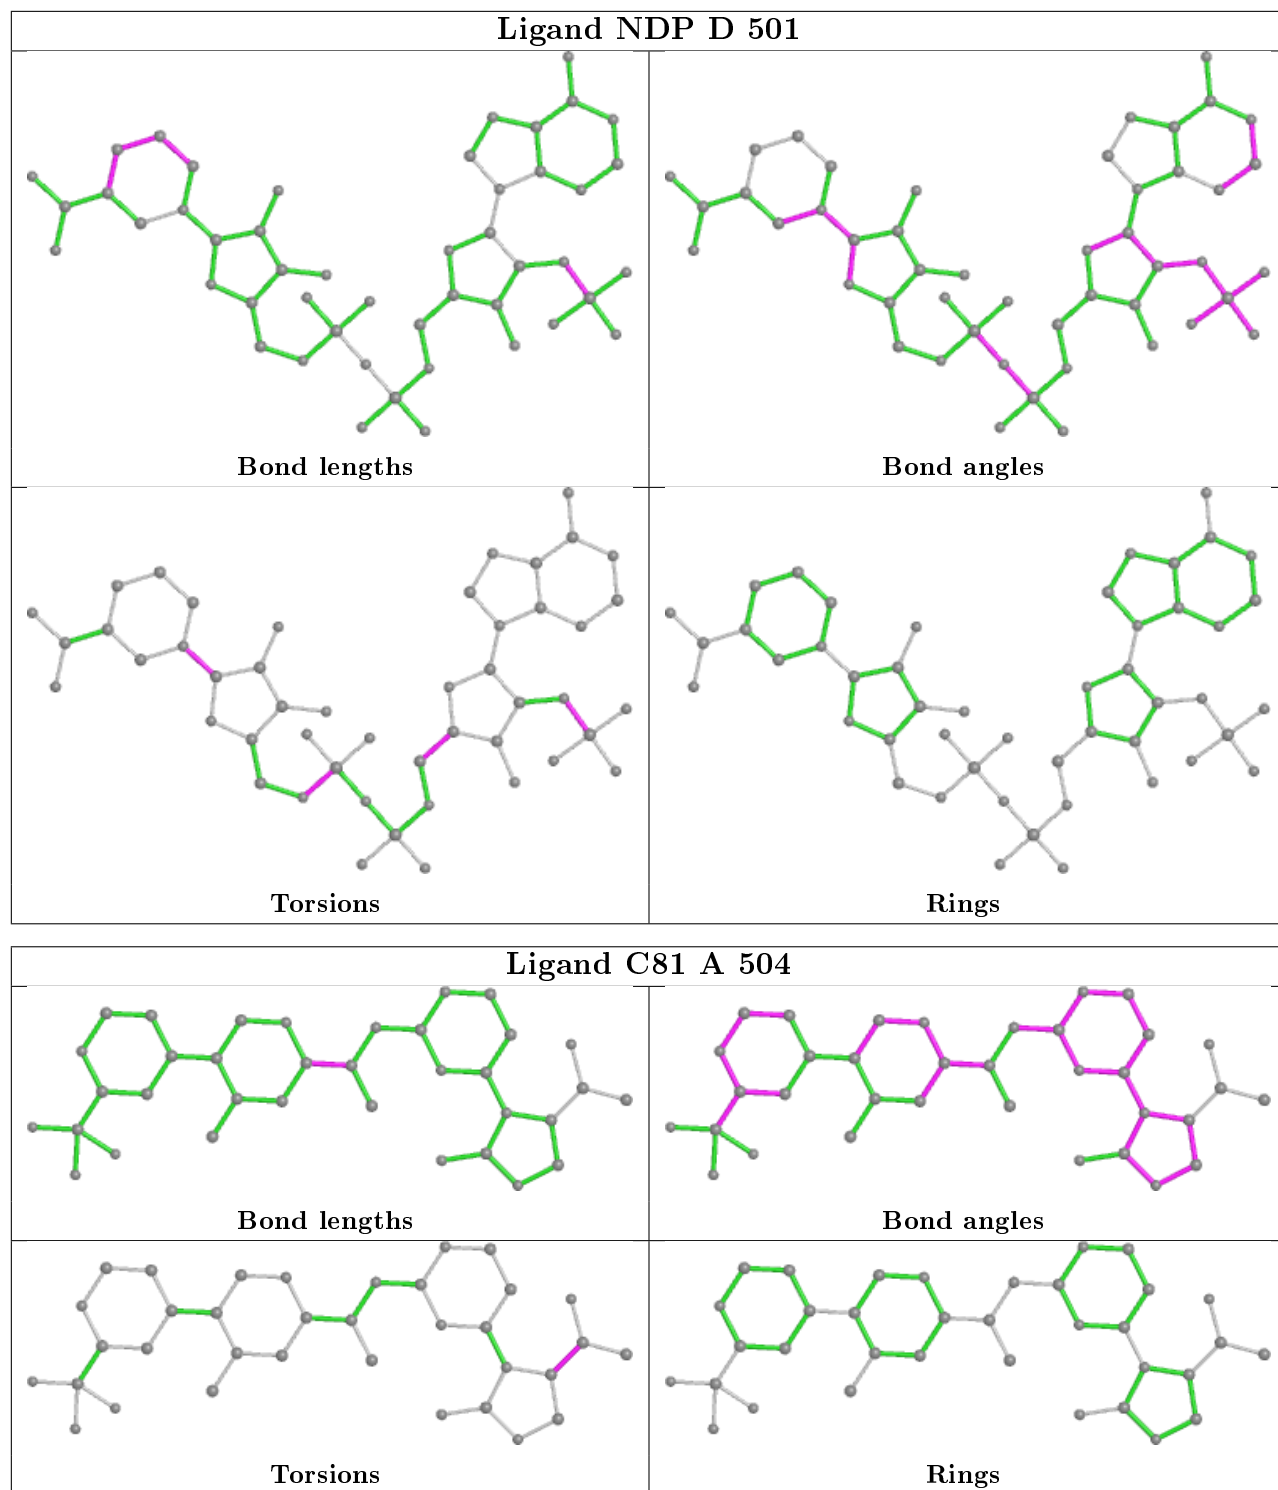 Ligand NDP D 501
Bond lengths
Bond angles
Torsions
Rings
Ligand C81 A 504
Bond lengths
Bond angles
Torsions
Rings